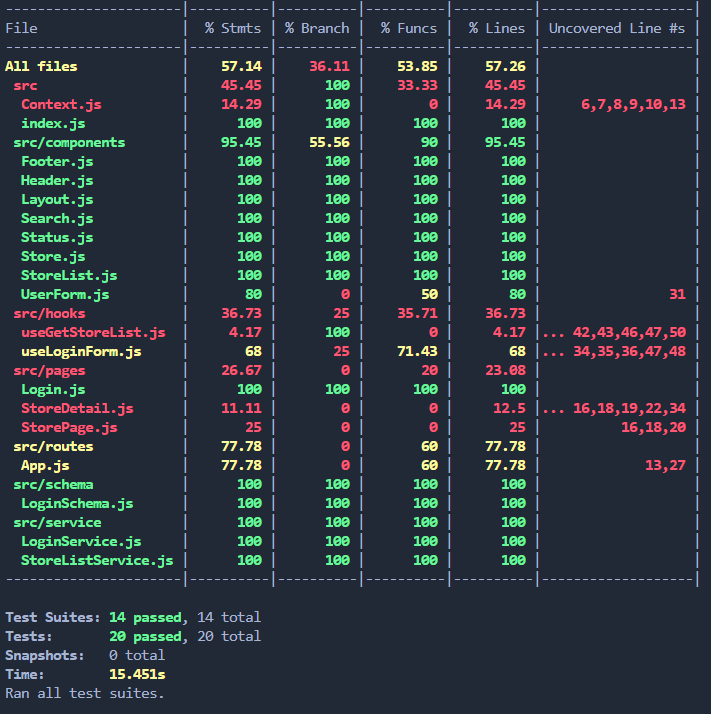 ---------------------|---------|----------|---------|---------|-------------------|
File                 | % Stmts | % Branch | % Funcs | % Lines | Uncovered Line #s |
---------------------|---------|----------|---------|---------|-------------------|
All files            |   57.14 |    36.11 |   53.85 |   57.26 |                   |
 src                 |   45.45 |      100 |   33.33 |   45.45 |                   |
  Context.js         |   14.29 |      100 |       0 |   14.29 |     6,7,8,9,10,13 |
  index.js           |     100 |      100 |     100 |     100 |                   |
 src/components      |   95.45 |    55.56 |      90 |   95.45 |                   |
  Footer.js          |     100 |      100 |     100 |     100 |                   |
  Header.js          |     100 |      100 |     100 |     100 |                   |
  Layout.js          |     100 |      100 |     100 |     100 |                   |
  Search.js          |     100 |      100 |     100 |     100 |                   |
  Status.js          |     100 |      100 |     100 |     100 |                   |
  Store.js           |     100 |      100 |     100 |     100 |                   |
  StoreList.js       |     100 |      100 |     100 |     100 |                   |
  UserForm.js        |      80 |        0 |      50 |      80 |                31 |
 src/hooks           |   36.73 |       25 |   35.71 |   36.73 |                   |
  useGetStoreList.js |    4.17 |      100 |       0 |    4.17 |... 42,43,46,47,50 |
  useLoginForm.js    |      68 |       25 |   71.43 |      68 |... 34,35,36,47,48 |
 src/pages           |   26.67 |        0 |      20 |   23.08 |                   |
  Login.js           |     100 |      100 |     100 |     100 |                   |
  StoreDetail.js     |   11.11 |        0 |       0 |    12.5 |... 16,18,19,22,34 |
  StorePage.js       |      25 |        0 |       0 |      25 |          16,18,20 |
 src/routes          |   77.78 |        0 |      60 |   77.78 |                   |
  App.js             |   77.78 |        0 |      60 |   77.78 |             13,27 |
 src/schema          |     100 |      100 |     100 |     100 |                   |
  LoginSchema.js     |     100 |      100 |     100 |     100 |                   |
 src/service         |     100 |      100 |     100 |     100 |                   |
  LoginService.js    |     100 |      100 |     100 |     100 |                   |
  StoreListService.js |     100 |      100 |     100 |     100 |                   |
---------------------|---------|----------|---------|---------|-------------------|
Test Suites: 14 passed, 14 total
Tests:       20 passed, 20 total
Snapshots:   0 total
Time:        15.451s
Ran all test suites.